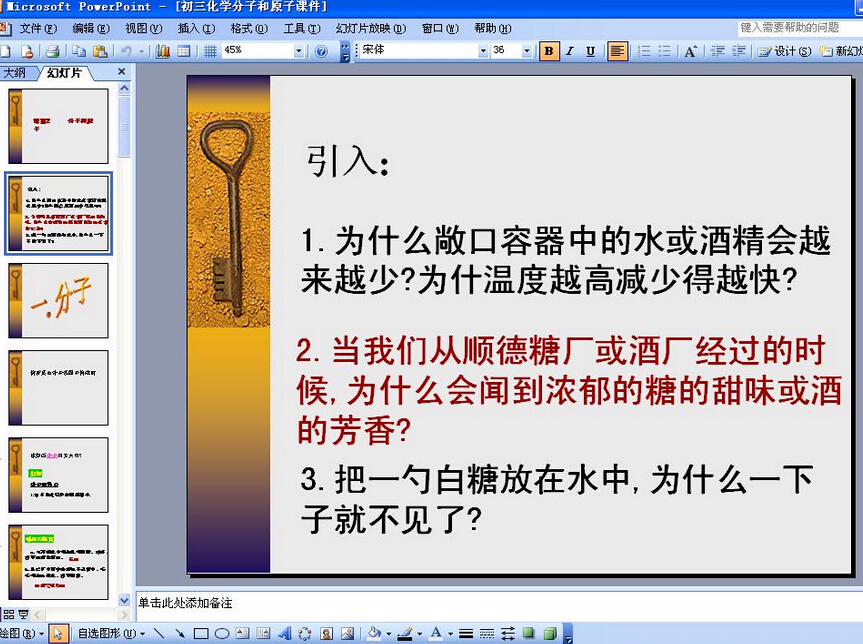 Microsoft PowerPoint - [初三化学分子和原子课件]
文件(F) 编辑(E) 视图(V) 插入(I) 格式(O) 工具(T) 幻灯片放映(D) 窗口(W) 帮助(H) 键入需要帮助的问题
45% 宋体 36 B I U A 设计(S) 新幻
大纲 幻灯片
引入:
1.为什么敞口容器中的水或酒精会越
来越少?为什温度越高减少得越快?
2.当我们从顺德糖厂或酒厂经过的时
候,为什么会闻到浓郁的糖的甜味或酒
的芳香?
3.把一勺白糖放在水中,为什么一下
子就不见了?
一.分子
单击此处添加备注
绘图(R) 自选图形(U)